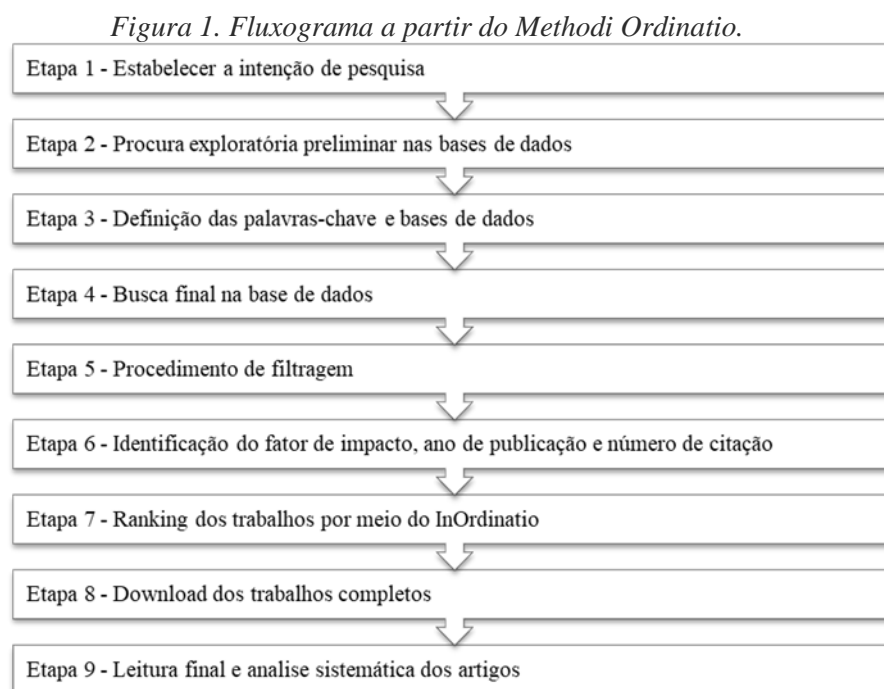 Figura 1. Fluxograma a partir do Methodi Ordinatio.
Etapa 1 - Estabelecer a intenção de pesquisa
Etapa 2 - Procura exploratória preliminar nas bases de dados
Etapa 3 - Definição das palavras-chave e bases de dados
Etapa 4 - Busca final na base de dados
Etapa 5 - Procedimento de filtragem
Etapa 6 - Identificação do fator de impacto, ano de publicação e número de citação
Etapa 7 - Ranking dos trabalhos por meio do InOrdinatio
Etapa 8 - Download dos trabalhos completos
Etapa 9 - Leitura final e analise sistemática dos artigos